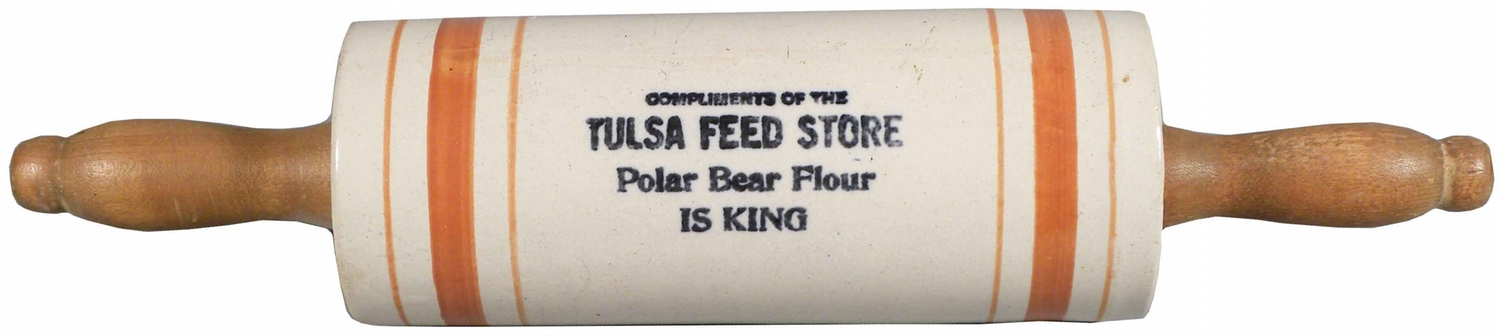 COMPLIMENTS OF THE
TULSA FEED STORE
Polar Bear Flour
IS KING